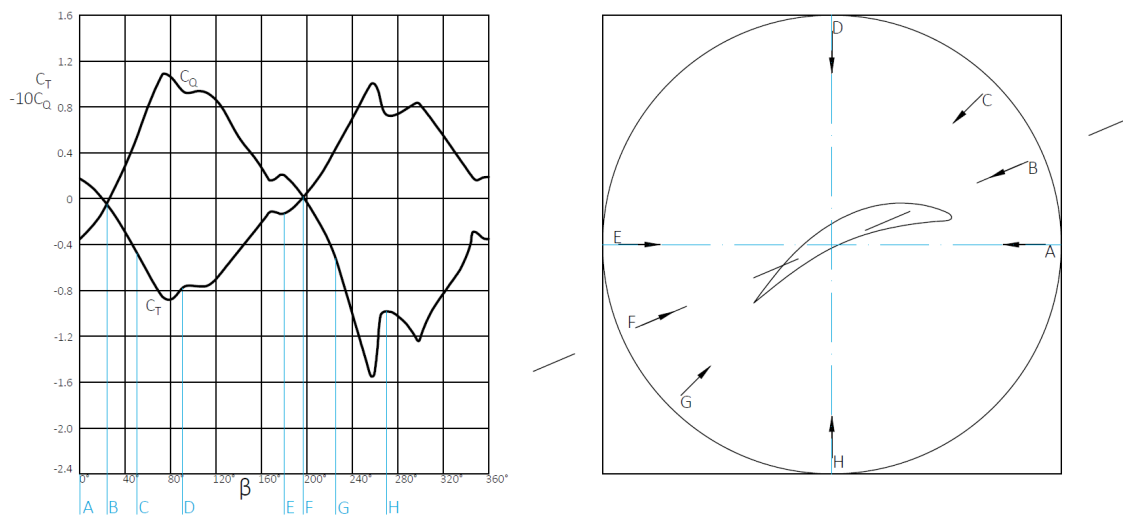 1.6
1.2
C_T
-10C_Q
0.8
0.4
0
-0.4
-0.8
-1.2
-1.6
-2.0
-2.4
C_Q
C_T
0° 40° 80° 120° 160° 200° 240° 280° 320° 360°
β
A B C D E F G H
D
C
B
E
A
F
G
H